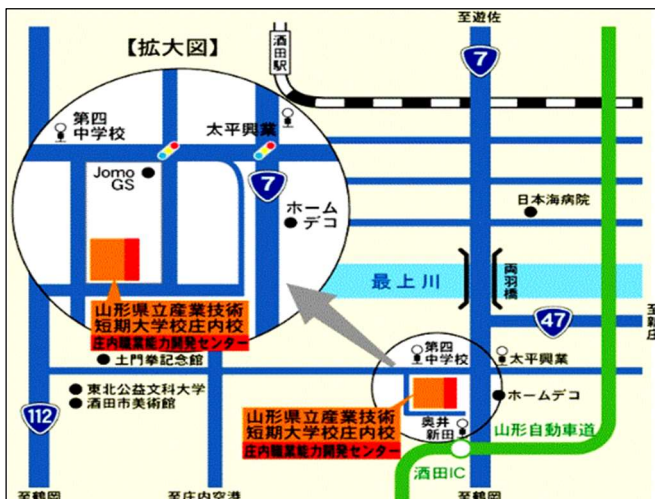 至遊佐
【拡大図】
酒田駅
7
第四
中学校
太平興業
Jomo
GS
7
ホーム
デコ
日本海病院
最上川
両羽橋
47
至新庄
山形県立産業技術
短期大学校庄内校
庄内職業能力開発センター
土門拳記念館
第四
中学校
太平興業
東北公益文科大学
酒田市美術館
ホームデコ
112
山形県立産業技術
短期大学校庄内校
庄内職業能力開発センター
奥井
新田
山形自動車道
酒田IC
至鶴岡
至庄内空港
至鶴岡